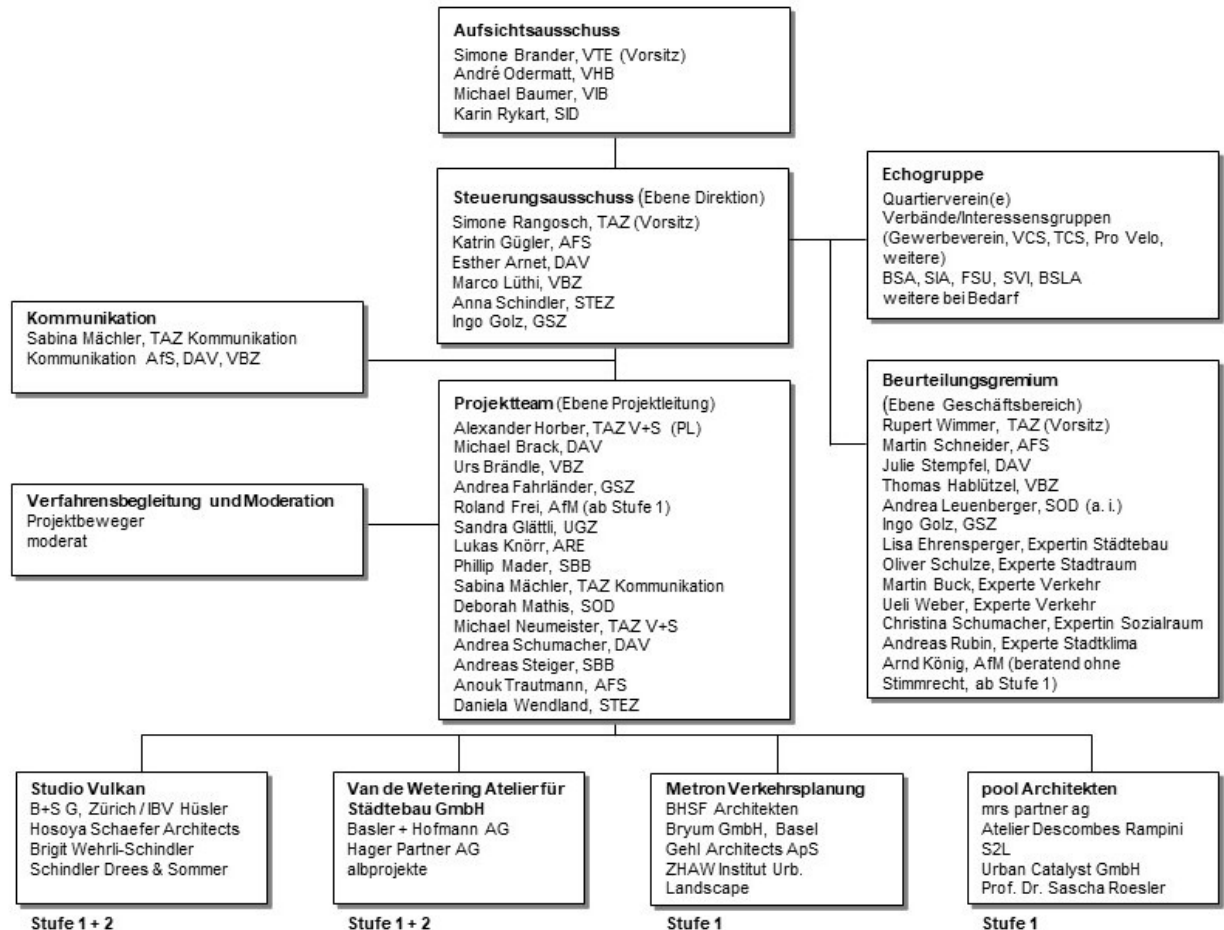 Aufsichtsausschuss
Simone Brander, VTE (Vorsitz)
André Odermatt, VHB
Michael Baumer, VIB
Karin Rykart, SID
Steuerungsausschuss (Ebene Direktion)
Simone Rangosch, TAZ (Vorsitz)
Katrin Gügler, AFS
Esther Arnet, DAV
Marco Lüthi, VBZ
Anna Schindler, STEZ
Ingo Golz, GSZ
Echogruppe
Quartierverein(e)
Verbände/Interessensgruppen
(Gewerbeverein, VCS, TCS, Pro Velo,
weitere)
BSA, SIA, FSU, SVI, BSLA
weitere bei Bedarf
Kommunikation
Sabina Mächler, TAZ Kommunikation
Kommunikation AfS, DAV, VBZ
Projektteam (Ebene Projektleitung)
Alexander Horber, TAZ V+S (PL)
Michael Brack, DAV
Urs Brändle, VBZ
Andrea Fahrländer, GSZ
Roland Frei, AfM (ab Stufe 1)
Sandra Glättli, UGZ
Lukas Knörr, ARE
Phillip Mader, SBB
Sabina Mächler, TAZ Kommunikation
Deborah Mathis, SOD
Michael Neumeister, TAZ V+S
Andrea Schumacher, DAV
Andreas Steiger, SBB
Anouk Trautmann, AFS
Daniela Wendland, STEZ
Beurteilungsgremium
(Ebene Geschäftsbereich)
Rupert Wimmer, TAZ (Vorsitz)
Martin Schneider, AFS
Julie Stempfel, DAV
Thomas Hablützel, VBZ
Andrea Leuenberger, SOD (a. i.)
Ingo Golz, GSZ
Lisa Ehrensperger, Expertin Städtebau
Oliver Schulze, Experte Stadtraum
Martin Buck, Experte Verkehr
Ueli Weber, Experte Verkehr
Christina Schumacher, Expertin Sozialraum
Andreas Rubin, Experte Stadtklima
Arnd König, AfM (beratend ohne
Stimmrecht, ab Stufe 1)
Verfahrensbegleitung und Moderation
Projektbeweger
moderat
Studio Vulkan
B+S G, Zürich / IBV Hüsler
Hosoya Schaefer Architects
Brigit Wehrli-Schindler
Schindler Drees & Sommer
Stufe 1 + 2
Van de Wetering Atelier für
Städtebau GmbH
Basler + Hofmann AG
Hager Partner AG
albprojekte
Stufe 1 + 2
Metron Verkehrsplanung
BHSF Architekten
Bryum GmbH, Basel
Gehl Architects ApS
ZHAW Institut Urb.
Landscape
Stufe 1
pool Architekten
mrs partner ag
Atelier Descombes Rampini
S2L
Urban Catalyst GmbH
Prof. Dr. Sascha Roesler
Stufe 1